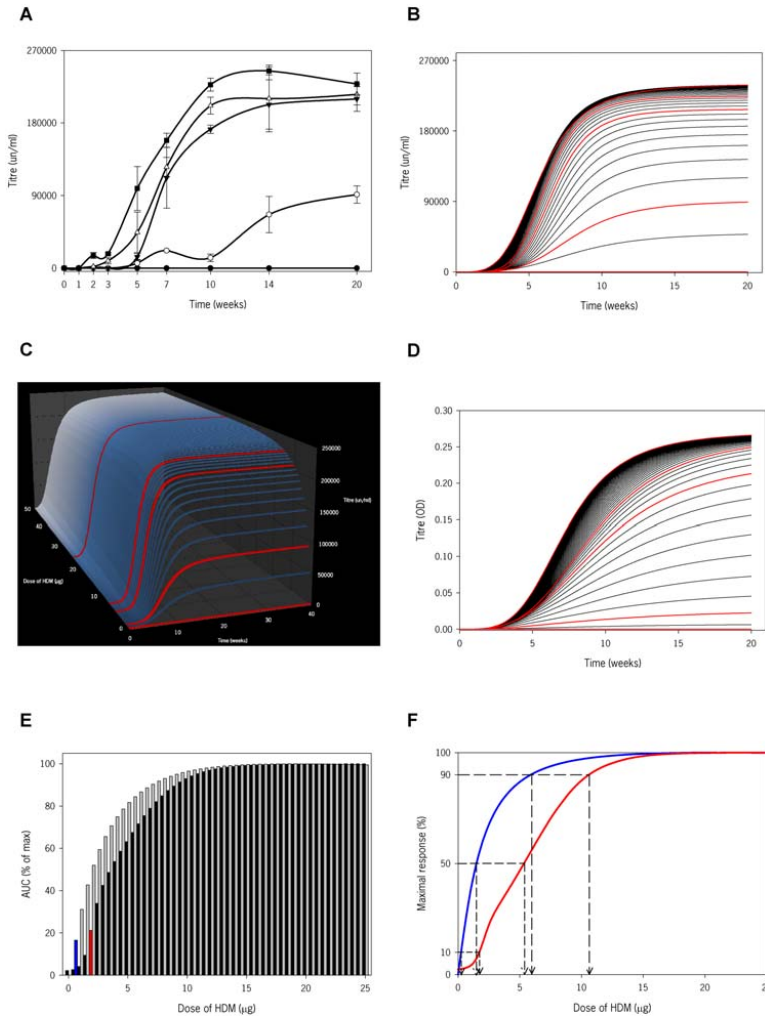 A
270000
180000
90000
0
Titre (un/ml)
0 1 2 3 5 7 10 14 20
Time (weeks)
B
270000
180000
90000
0
Titre (un/ml)
0 5 10 15 20
Time (weeks)
C
250000
200000
150000
100000
50000
0
Titre (un/ml)
50
40
30
20
10
0
Dose of HDM (µg)
0 10 20 30 40
Time (weeks)
D
0.30
0.25
0.20
0.15
0.10
0.05
0.00
Titre (OD)
0 5 10 15 20
Time (weeks)
E
100
80
60
40
20
0
AUC (% of max)
0 5 10 15 20 25
Dose of HDM (µg)
F
100
90
50
10
0
Maximal response (%)
0 5 10 15 20 25
Dose of HDM (µg)